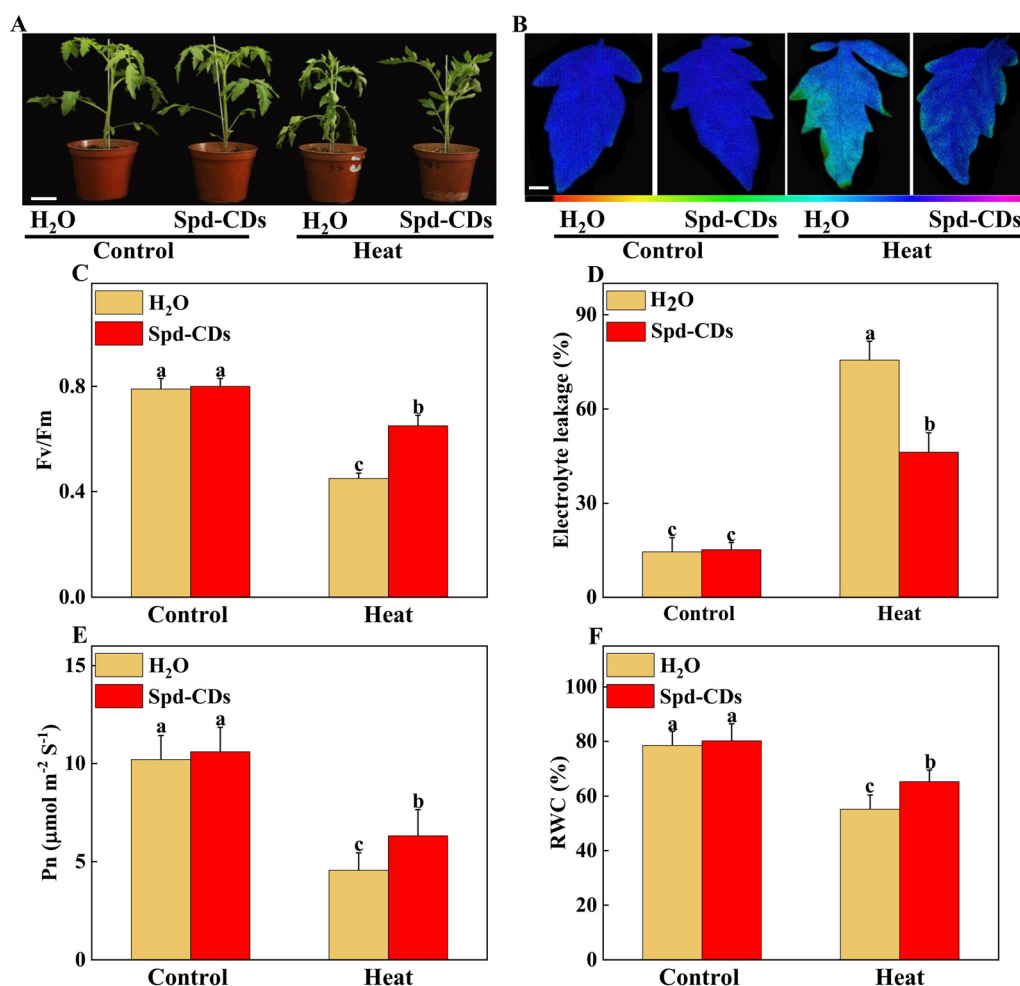 A
B
H₂O Spd-CDs H₂O Spd-CDs
Control Heat
H₂O Spd-CDs H₂O Spd-CDs
Control Heat
C
H₂O
Spd-CDs
Fv/Fm
0.8
0.4
0.0
a a
c b
Control Heat
D
H2O
Spd-CDs
Electrolyte leakage (%)
90
60
30
0
c c
a b
Control Heat
E
H₂O
Spd-CDs
Pn (μmol m⁻² S⁻¹)
15
10
5
0
a a
c b
Control Heat
F
H₂O
Spd-CDs
RWC (%)
100
80
60
40
20
0
a a
c b
Control Heat